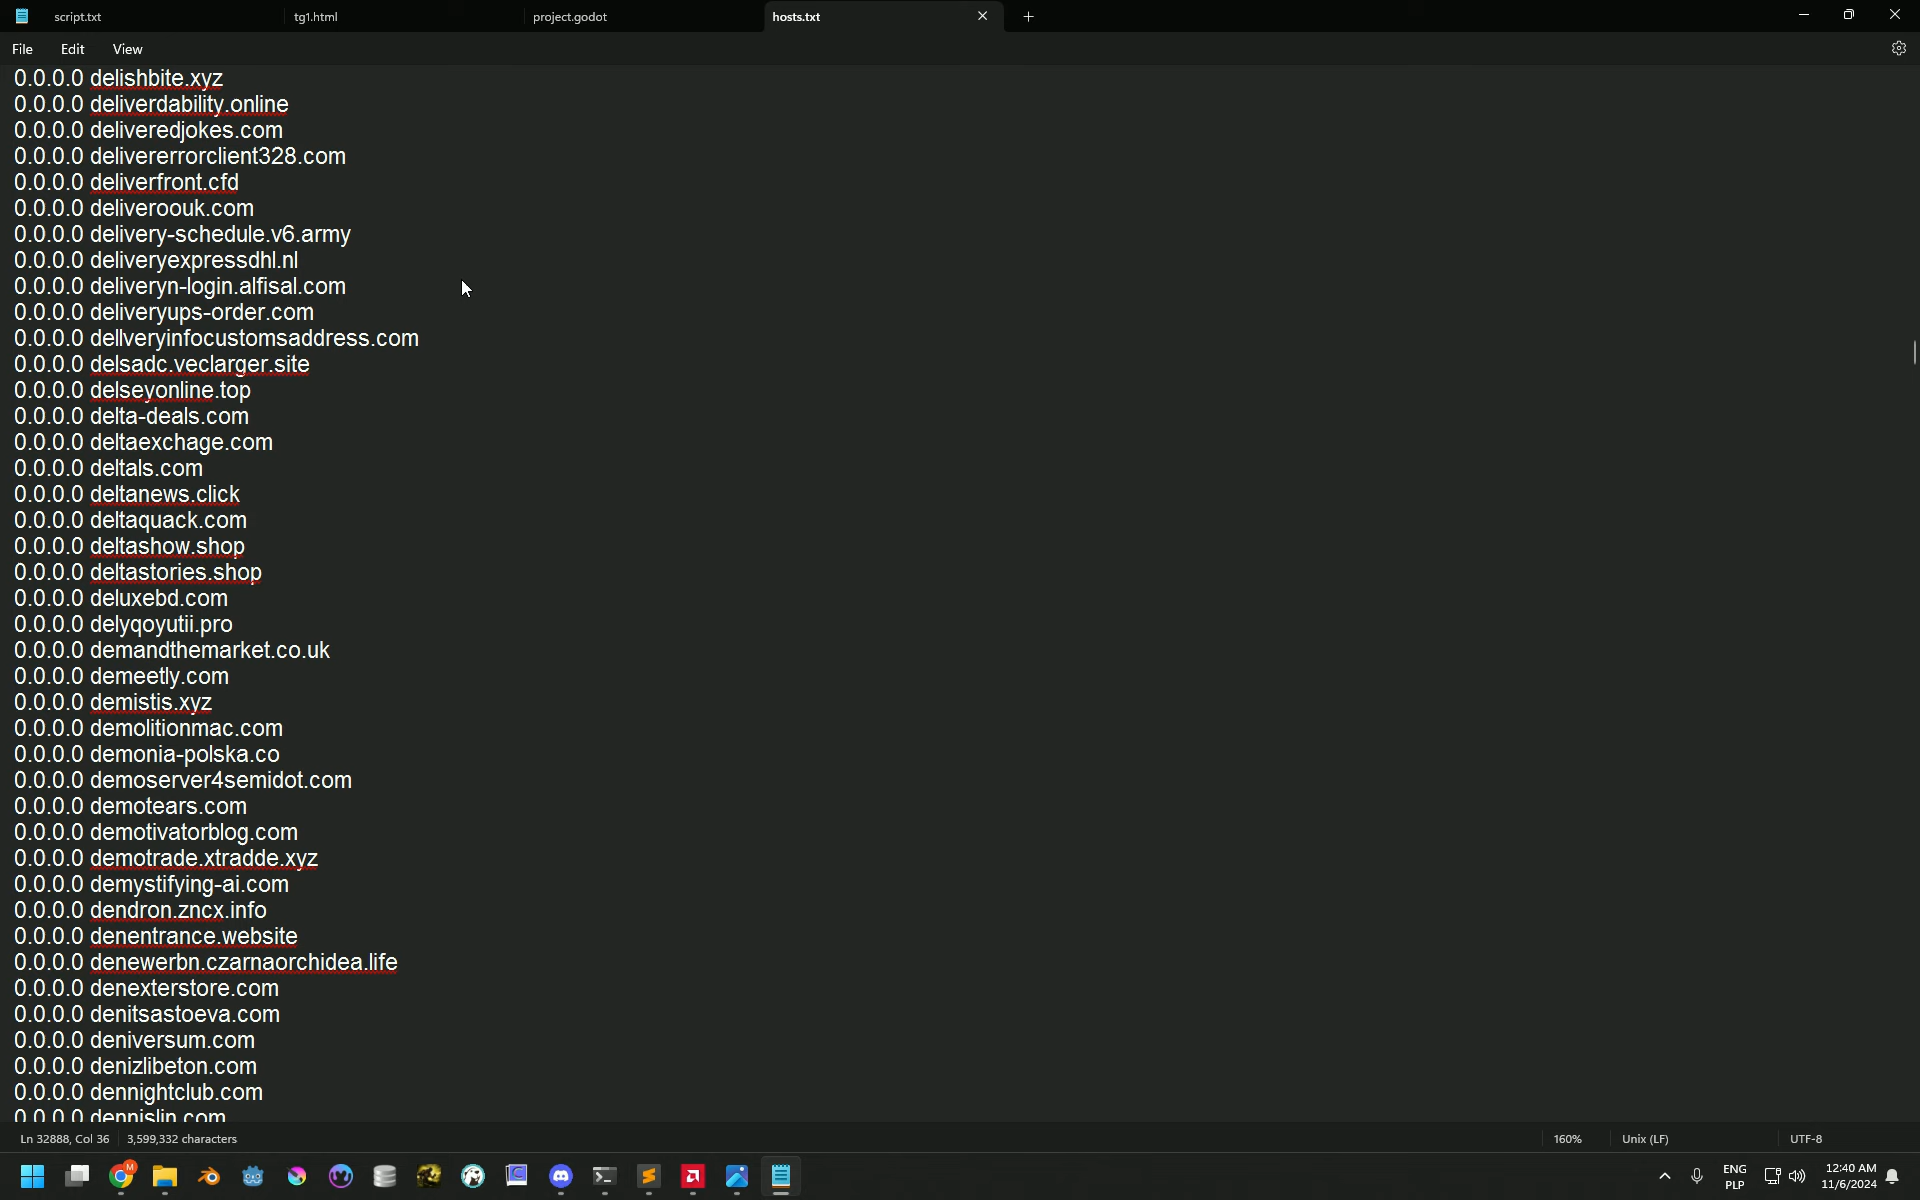 script.txt
tg1.html
project.godot
hosts.txt
File
Edit
View
0.0.0.0 delishbite.xyz
0.0.0.0 deliverdability.online
0.0.0.0 deliveredjokes.com
0.0.0.0 delivererrorclient328.com
0.0.0.0 deliverfront.cfd
0.0.0.0 deliveroouk.com
0.0.0.0 delivery-schedule.v6.army
0.0.0.0 deliveryexpressdhl.nl
0.0.0.0 deliveryn-login.alfisal.com
0.0.0.0 deliveryups-order.com
0.0.0.0 dellveryinfocustomsaddress.com
0.0.0.0 delsadc.veclarger.site
0.0.0.0 delseyonline.top
0.0.0.0 delta-deals.com
0.0.0.0 deltaexchage.com
0.0.0.0 deltals.com
0.0.0.0 deltanews.click
0.0.0.0 deltaquack.com
0.0.0.0 deltashow.shop
0.0.0.0 deltastories.shop
0.0.0.0 deluxebd.com
0.0.0.0 delyqoyutii.pro
0.0.0.0 demandthemarket.co.uk
0.0.0.0 demeetly.com
0.0.0.0 demistis.xyz
0.0.0.0 demolitionmac.com
0.0.0.0 demonia-polska.co
0.0.0.0 demoserver4semidot.com
0.0.0.0 demotears.com
0.0.0.0 demotivatorblog.com
0.0.0.0 demotrade.xtradde.xyz
0.0.0.0 demystifying-ai.com
0.0.0.0 dendron.zncx.info
0.0.0.0 denentrance.website
0.0.0.0 denewerbn.czarnaorchidea.life
0.0.0.0 denexterstore.com
0.0.0.0 denitsastoeva.com
0.0.0.0 deniversum.com
0.0.0.0 denizlibeton.com
0.0.0.0 dennightclub.com
0.0.0.0 dennislin.com
Ln 32888, Col 36
3,599,332 characters
160%
Unix (LF)
UTF-8
M
ENG
PLP
12:40 AM
11/6/2024